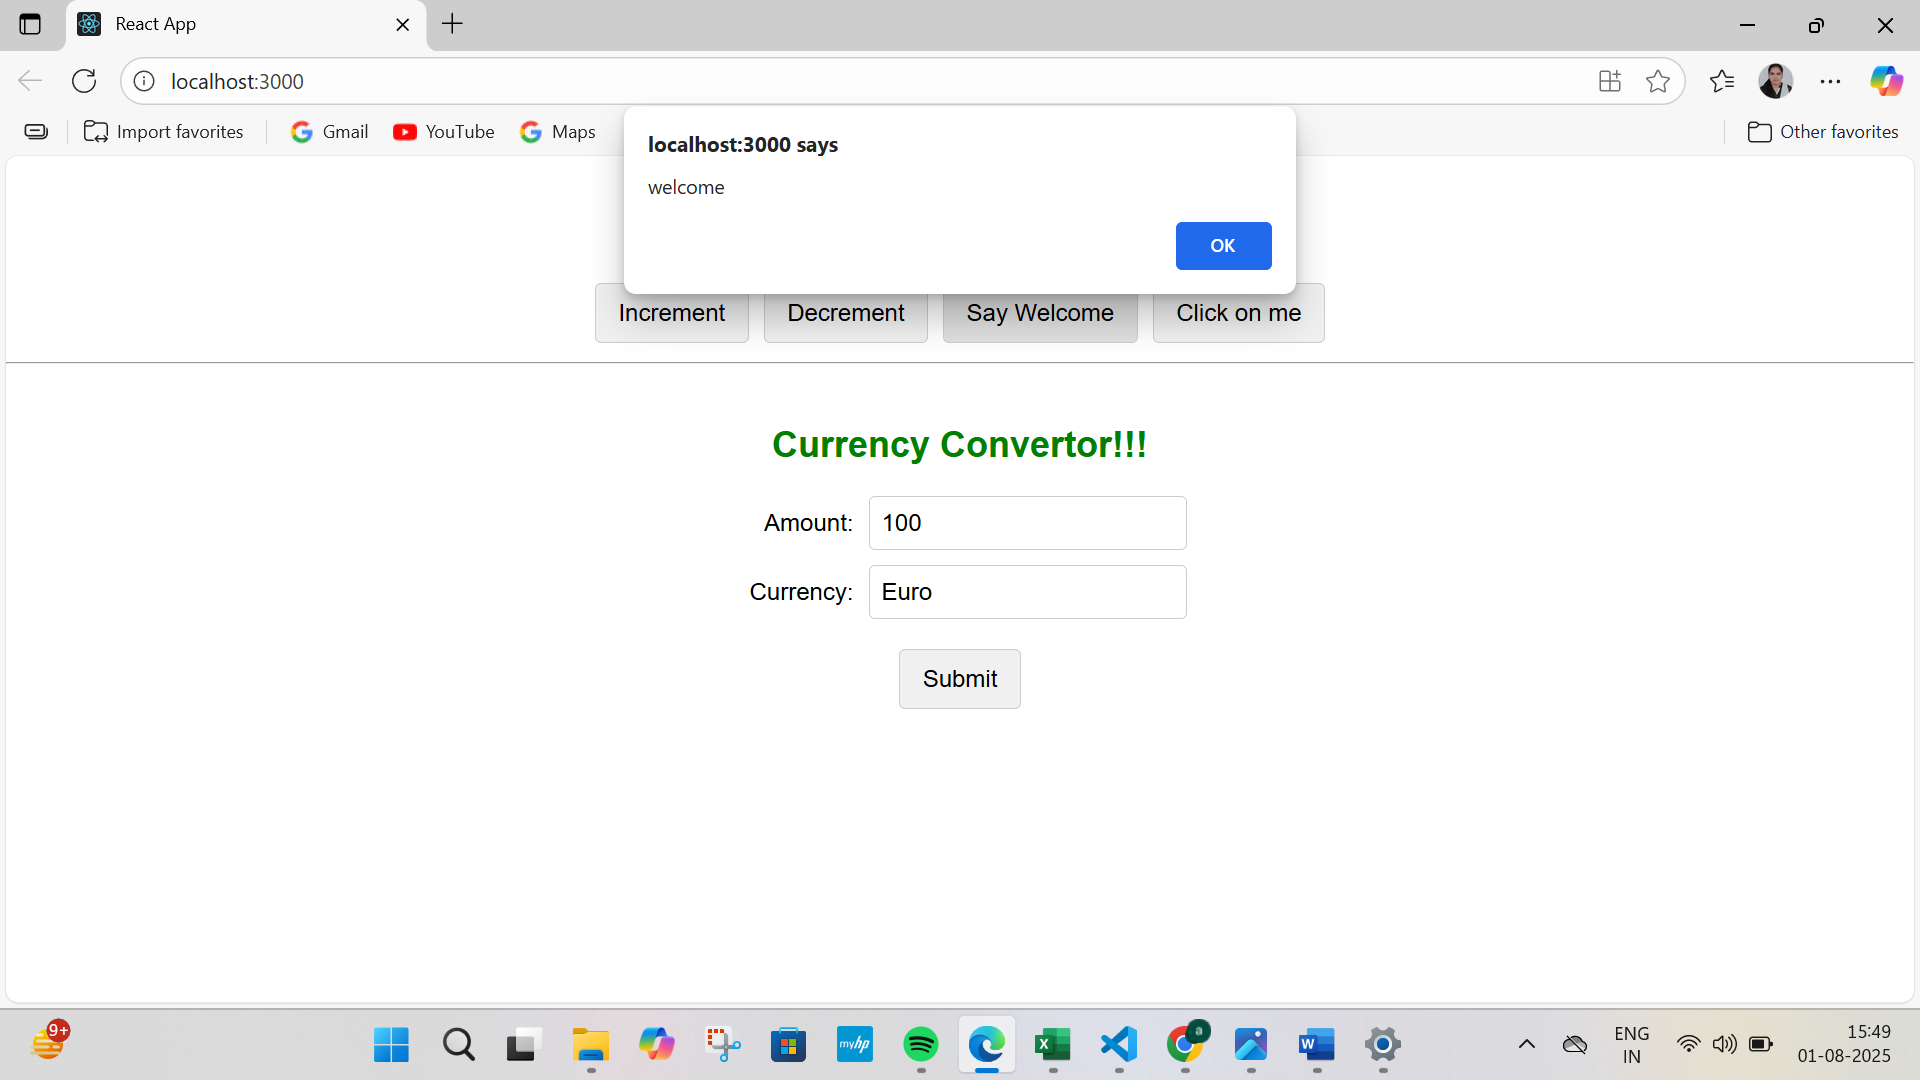 React App
localhost:3000
Import favorites
Gmail
YouTube
Maps
Other favorites
localhost:3000 says
welcome
OK
Increment
Decrement
Say Welcome
Click on me
Currency Convertor!!!
Amount: 100
Currency: Euro
Submit
9+
myhp
X
a
W
ENG
IN
15:49
01-08-2025